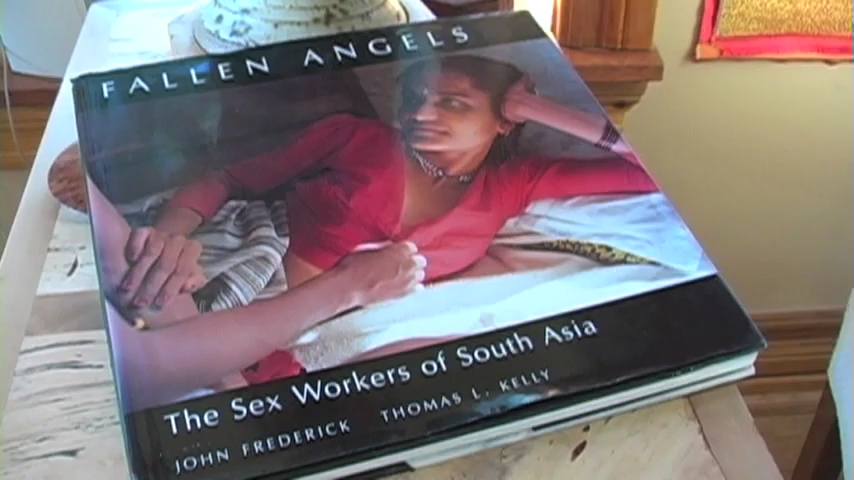 FALLEN ANGELS
The Sex Workers of South Asia
JOHN FREDERICK THOMAS L. KELLY